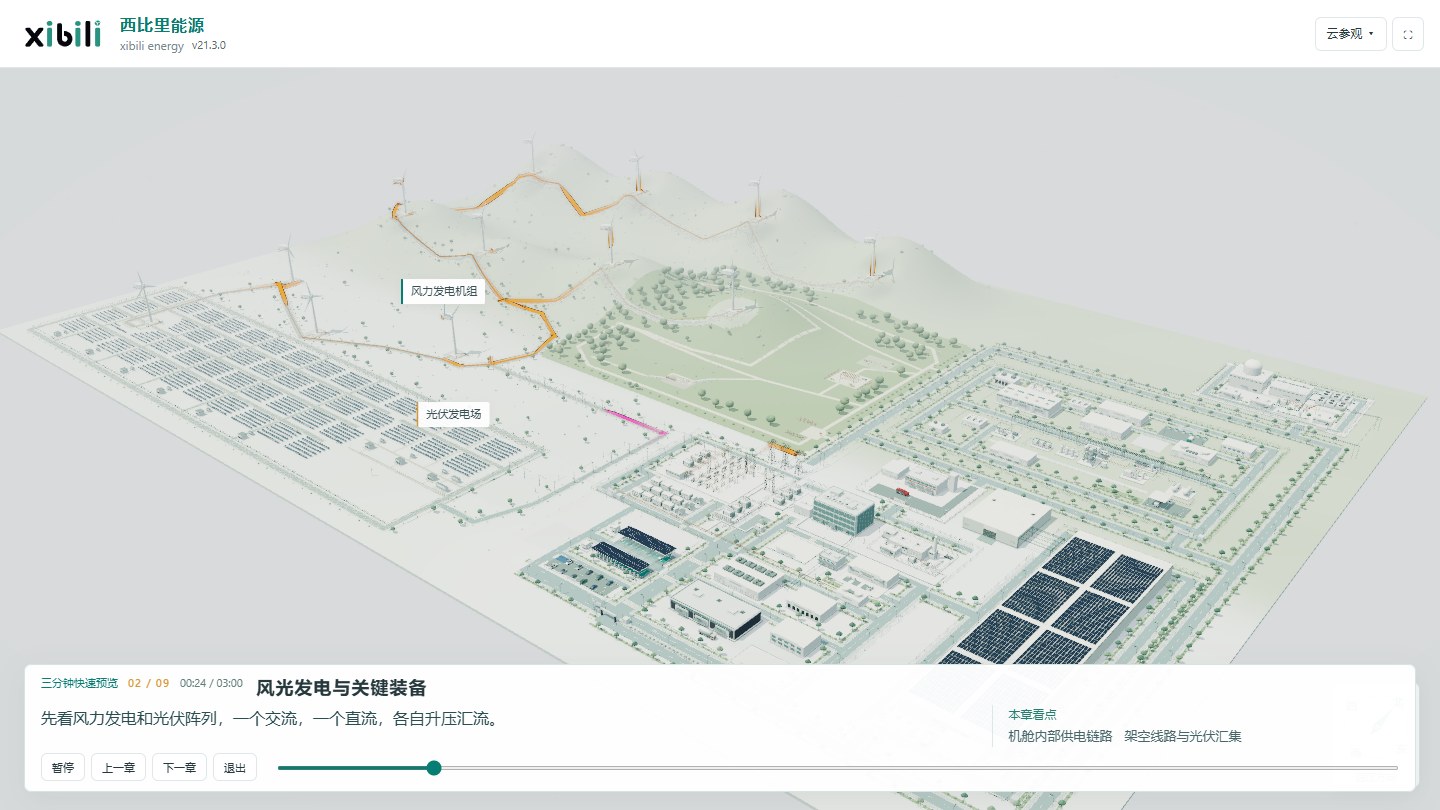 xibili
西比里能源
xibili energy v21.3.0
云参观
风力发电机组
光伏发电场
三分钟快速预览 02 / 09 00:24 / 03:00 风光发电与关键装备
先看风力发电和光伏阵列，一个交流，一个直流，各自升压汇流。
本章看点
机舱内部供电链路 架空线路与光伏汇集
暂停 上一章 下一章 退出